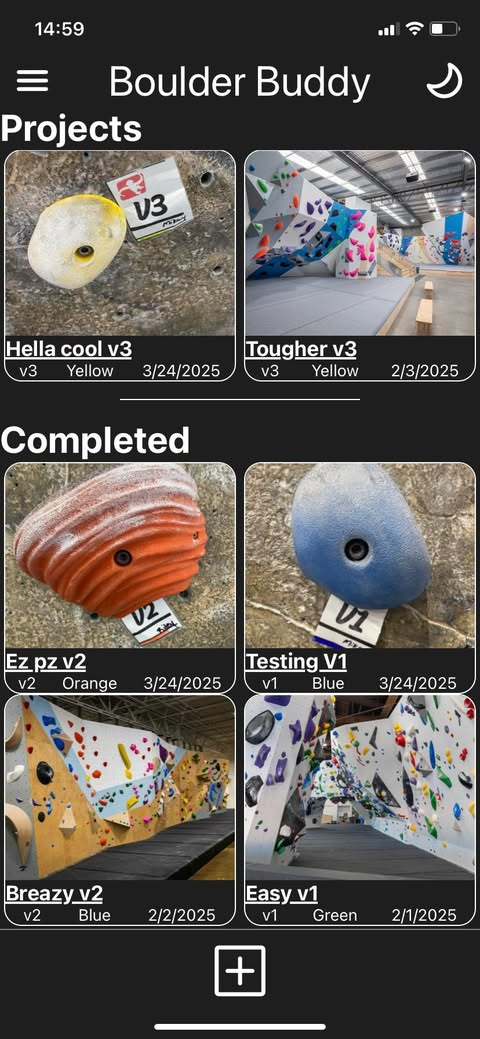 14:59
Boulder Buddy
Projects
V3
Hella cool v3
v3 Yellow 3/24/2025
Tougher v3
v3 Yellow 2/3/2025
Completed
V2
Ez pz v2
v2 Orange 3/24/2025
V1
Testing V1
v1 Blue 3/24/2025
Breazy v2
v2 Blue 2/2/2025
Easy v1
v1 Green 2/1/2025